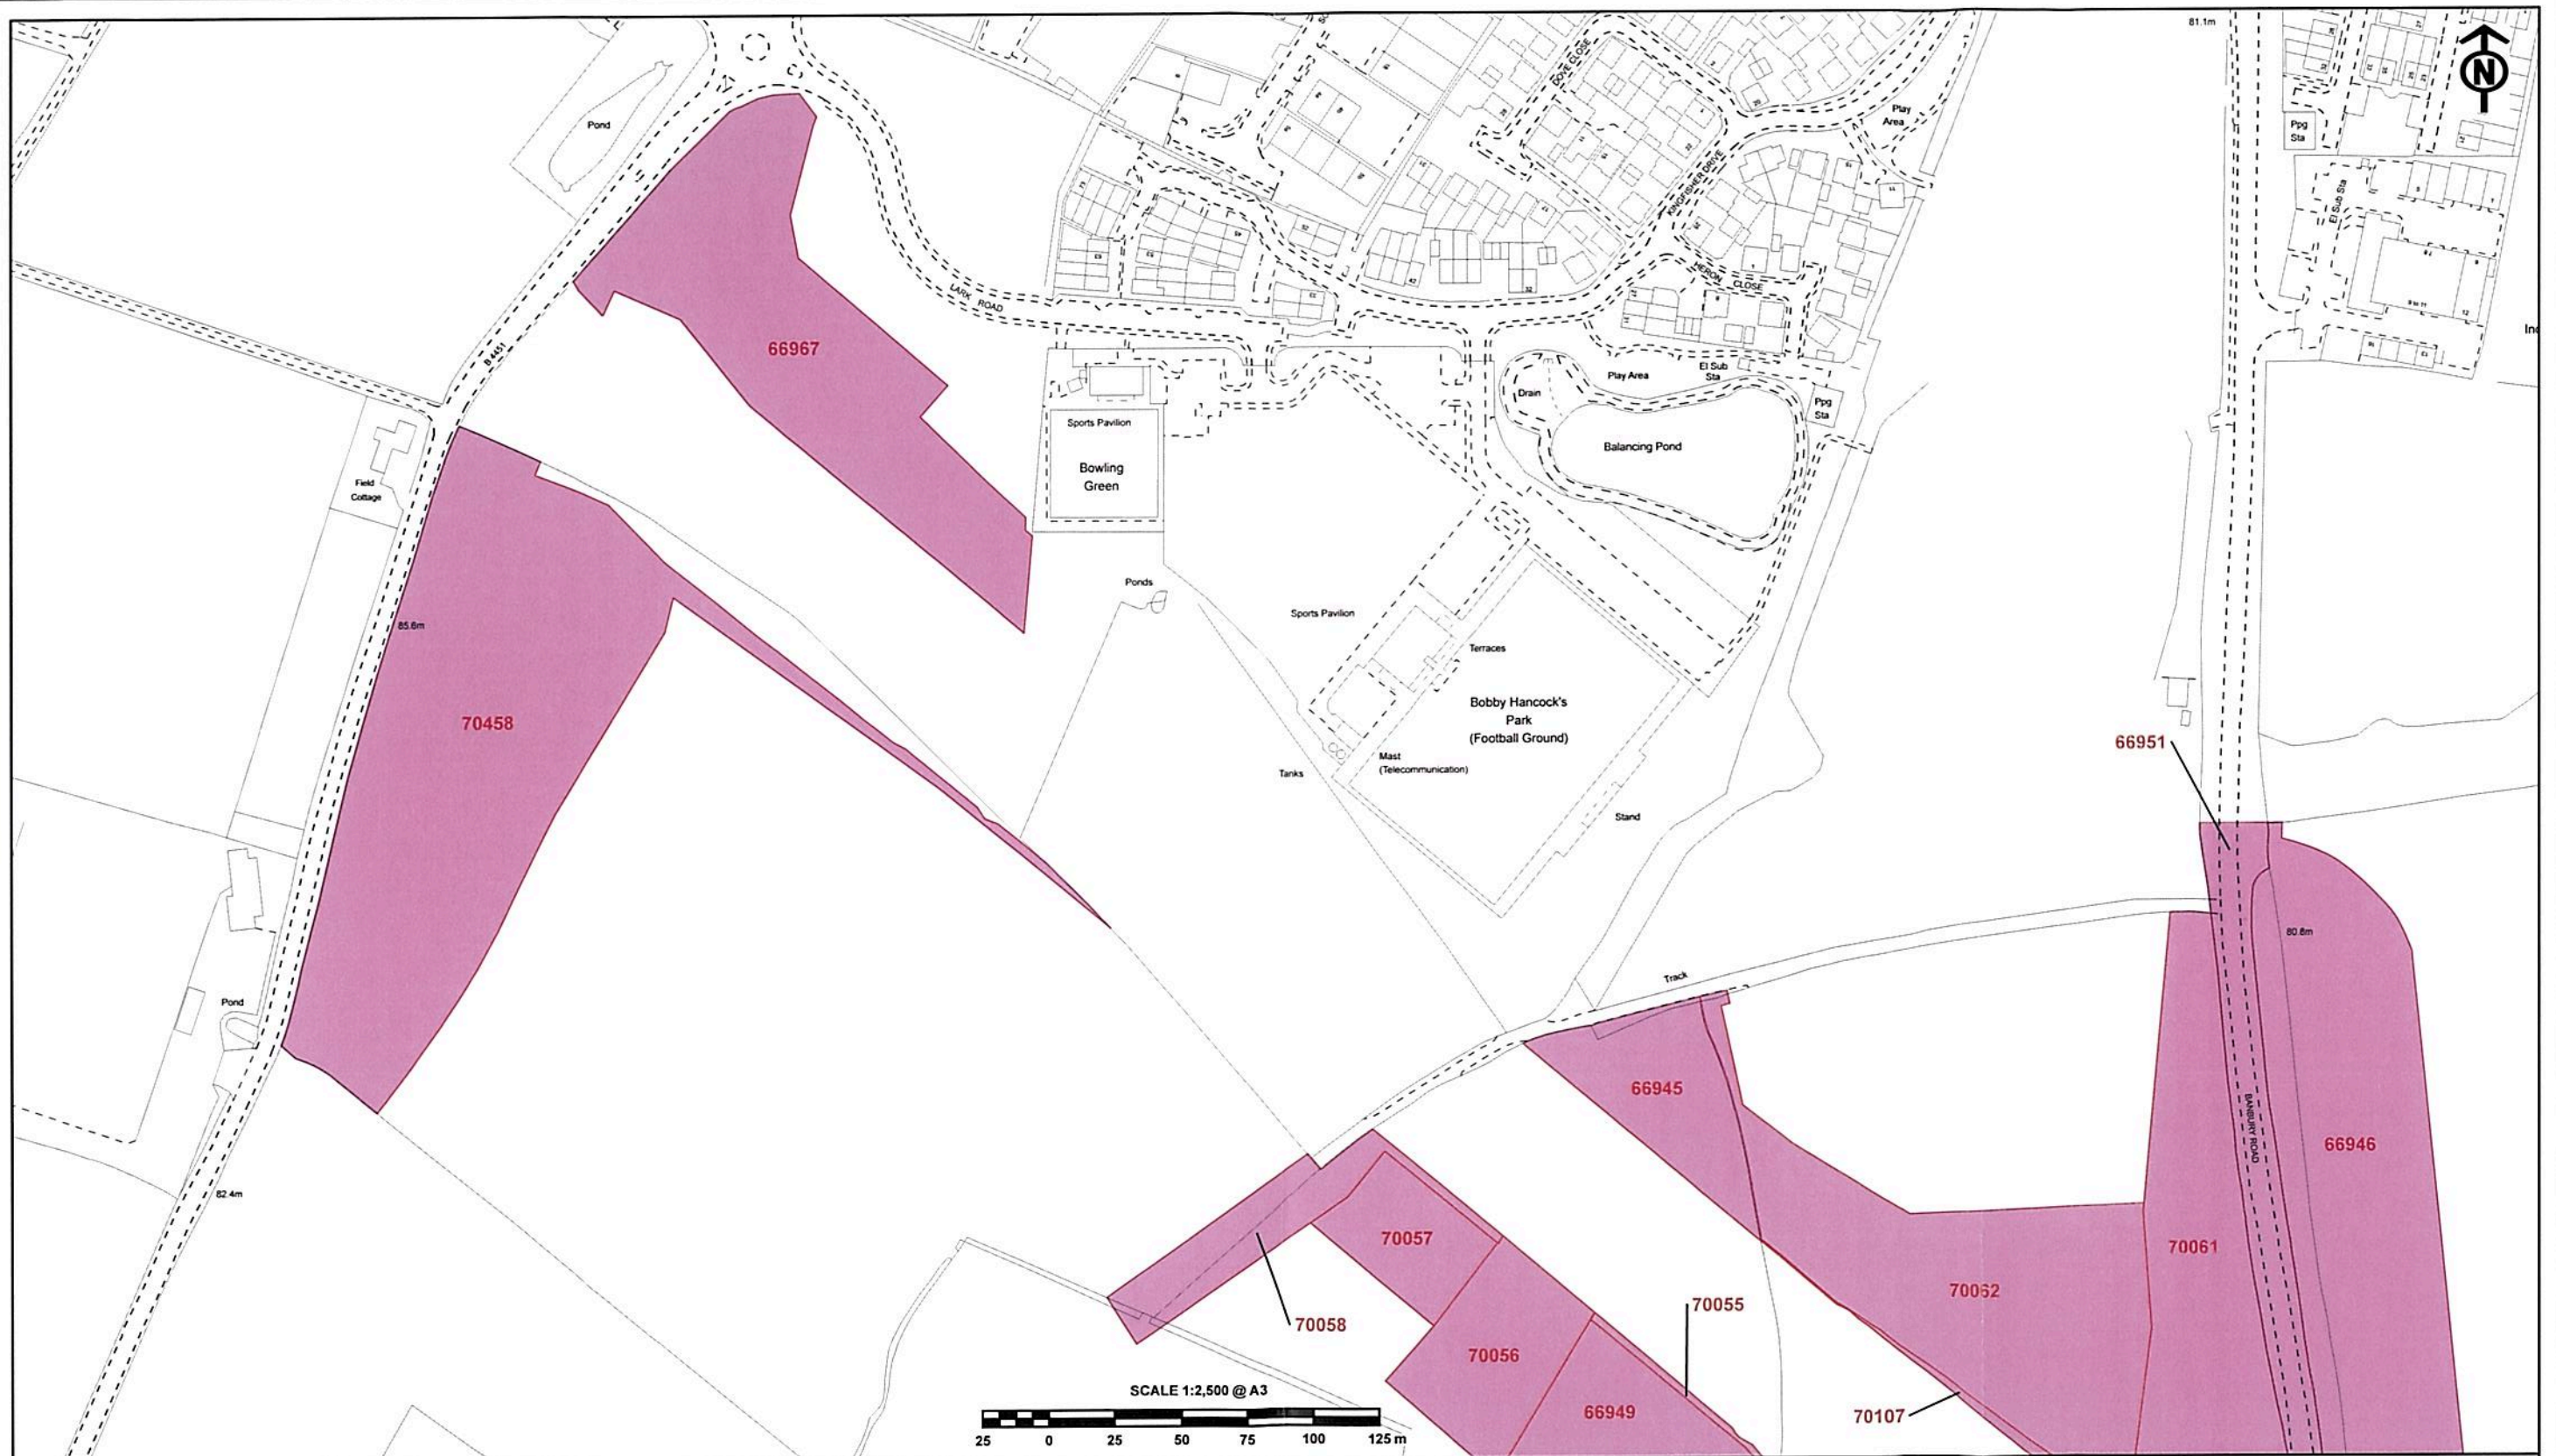 81.1m
N
DOVE CLOSE
Play
Area
Pond
Ppg
Sta
KINGFISHER DRIVE
El Sub Sta
HERON CLOSE
LARK ROAD
B 4451
66967
Play Area
El Sub
Sta
Drain
Ppg
Sta
Sports Pavilion
Balancing Pond
Bowling
Green
Field
Cottage
Ponds
Sports Pavilion
85.6m
Terraces
Bobby Hancock's
Park
(Football Ground)
70458
66951
Mast
(Telecommunication)
Tanks
Stand
80.8m
Track
Pond
66945
BANBURY ROAD
66946
82.4m
70057
70061
70062
70055
70058
70056
66949
70107
SCALE 1:2,500 @ A3
25 0 25 50 75 100 125 m